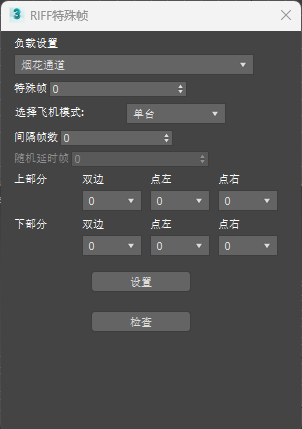 3 RIFF特殊帧
负载设置
烟花通道
特殊帧 0
选择飞机模式: 单台
间隔帧数 0
随机延时帧 0
上部分 双边 点左 点右
0 0 0
下部分 双边 点左 点右
0 0 0
设置
检查